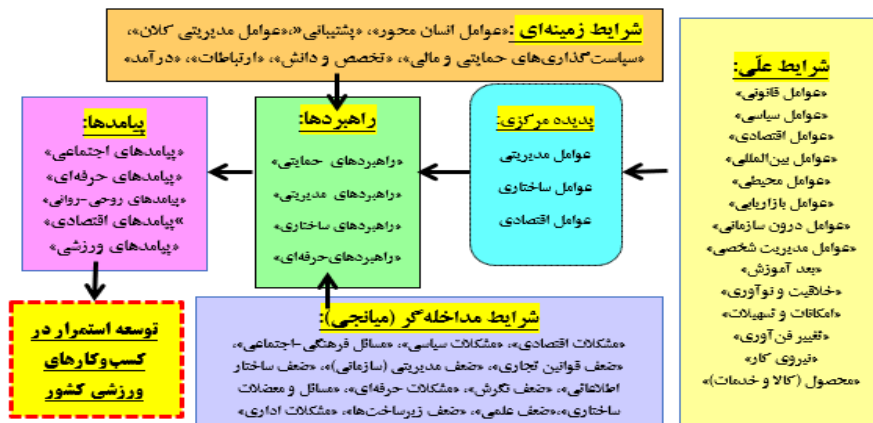 شرایط زمینه‌ای: «عوامل انسان محور»، «پشتیبانی»، «عوامل مدیریتی کلان»،
«سیاست‌گذاری‌های حمایتی و مالی»، «تخصص و دانش»، «ارتباطات»، «درآمد»
شرایط علّی:
«عوامل قانونی»
«عوامل سیاسی»
«عوامل اقتصادی»
«عوامل بین‌المللی»
«عوامل محیطی»
«عوامل بازاریابی»
«عوامل درون سازمانی»
«عوامل مدیریت شخصی»
«بعد آموزش»
«خلاقیت و نوآوری»
«امکانات و تسهیلات»
«تغییر فن‌آوری»
«نیروی کار»
«محصول (کالا و خدمات)»
پدیده مرکزی:
عوامل مدیریتی
عوامل ساختاری
عوامل اقتصادی
راهبردها:
«راهبردهای حمایتی»
«راهبردهای مدیریتی»
«راهبردهای ساختاری»
«راهبردهای حرفه‌ای»
پیامدها:
«پیامدهای اجتماعی»
«پیامدهای حرفه‌ای»
«پیامدهای روحی-روانی»
«پیامدهای اقتصادی»
«پیامدهای ورزشی»
شرایط مداخله‌گر (میانجی):
«مشکلات اقتصادی»، «مشکلات سیاسی»، «مسائل فرهنگی-اجتماعی»،
«ضعف قوانین تجاری»، «ضعف مدیریتی (سازمانی)»، «ضعف ساختار
اطلاعاتی»، «ضعف نگرش»، «مشکلات حرفه‌ای»، «مسائل و معضلات
ساختاری»، «ضعف علمی»، «ضعف زیرساخت‌ها»، «مشکلات اداری»
توسعه استمرار در
کسب‌وکارهای
ورزشی کشور